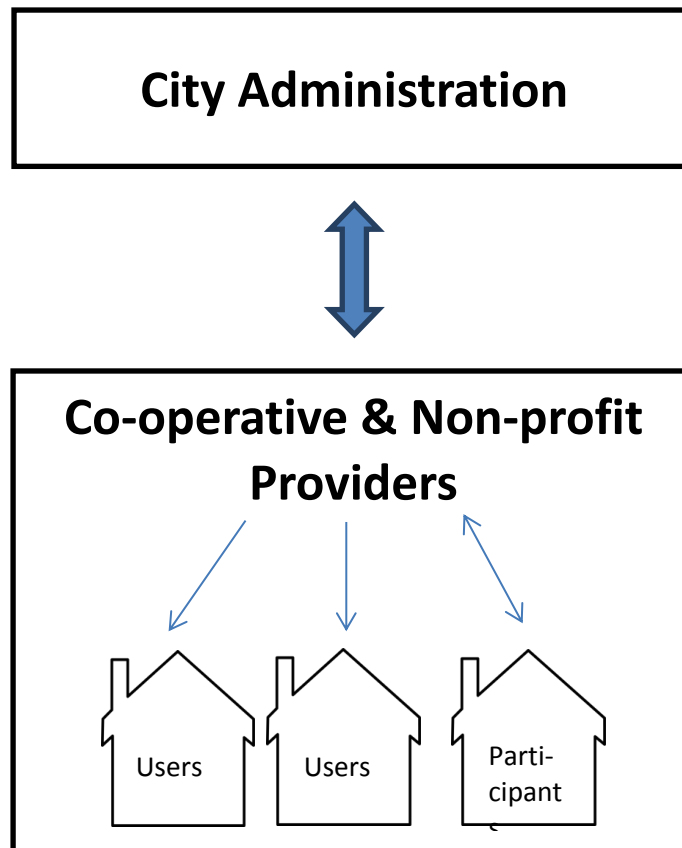 City Administration
Co-operative & Non-profit
Providers
Users
Users
Parti-
cipant
s